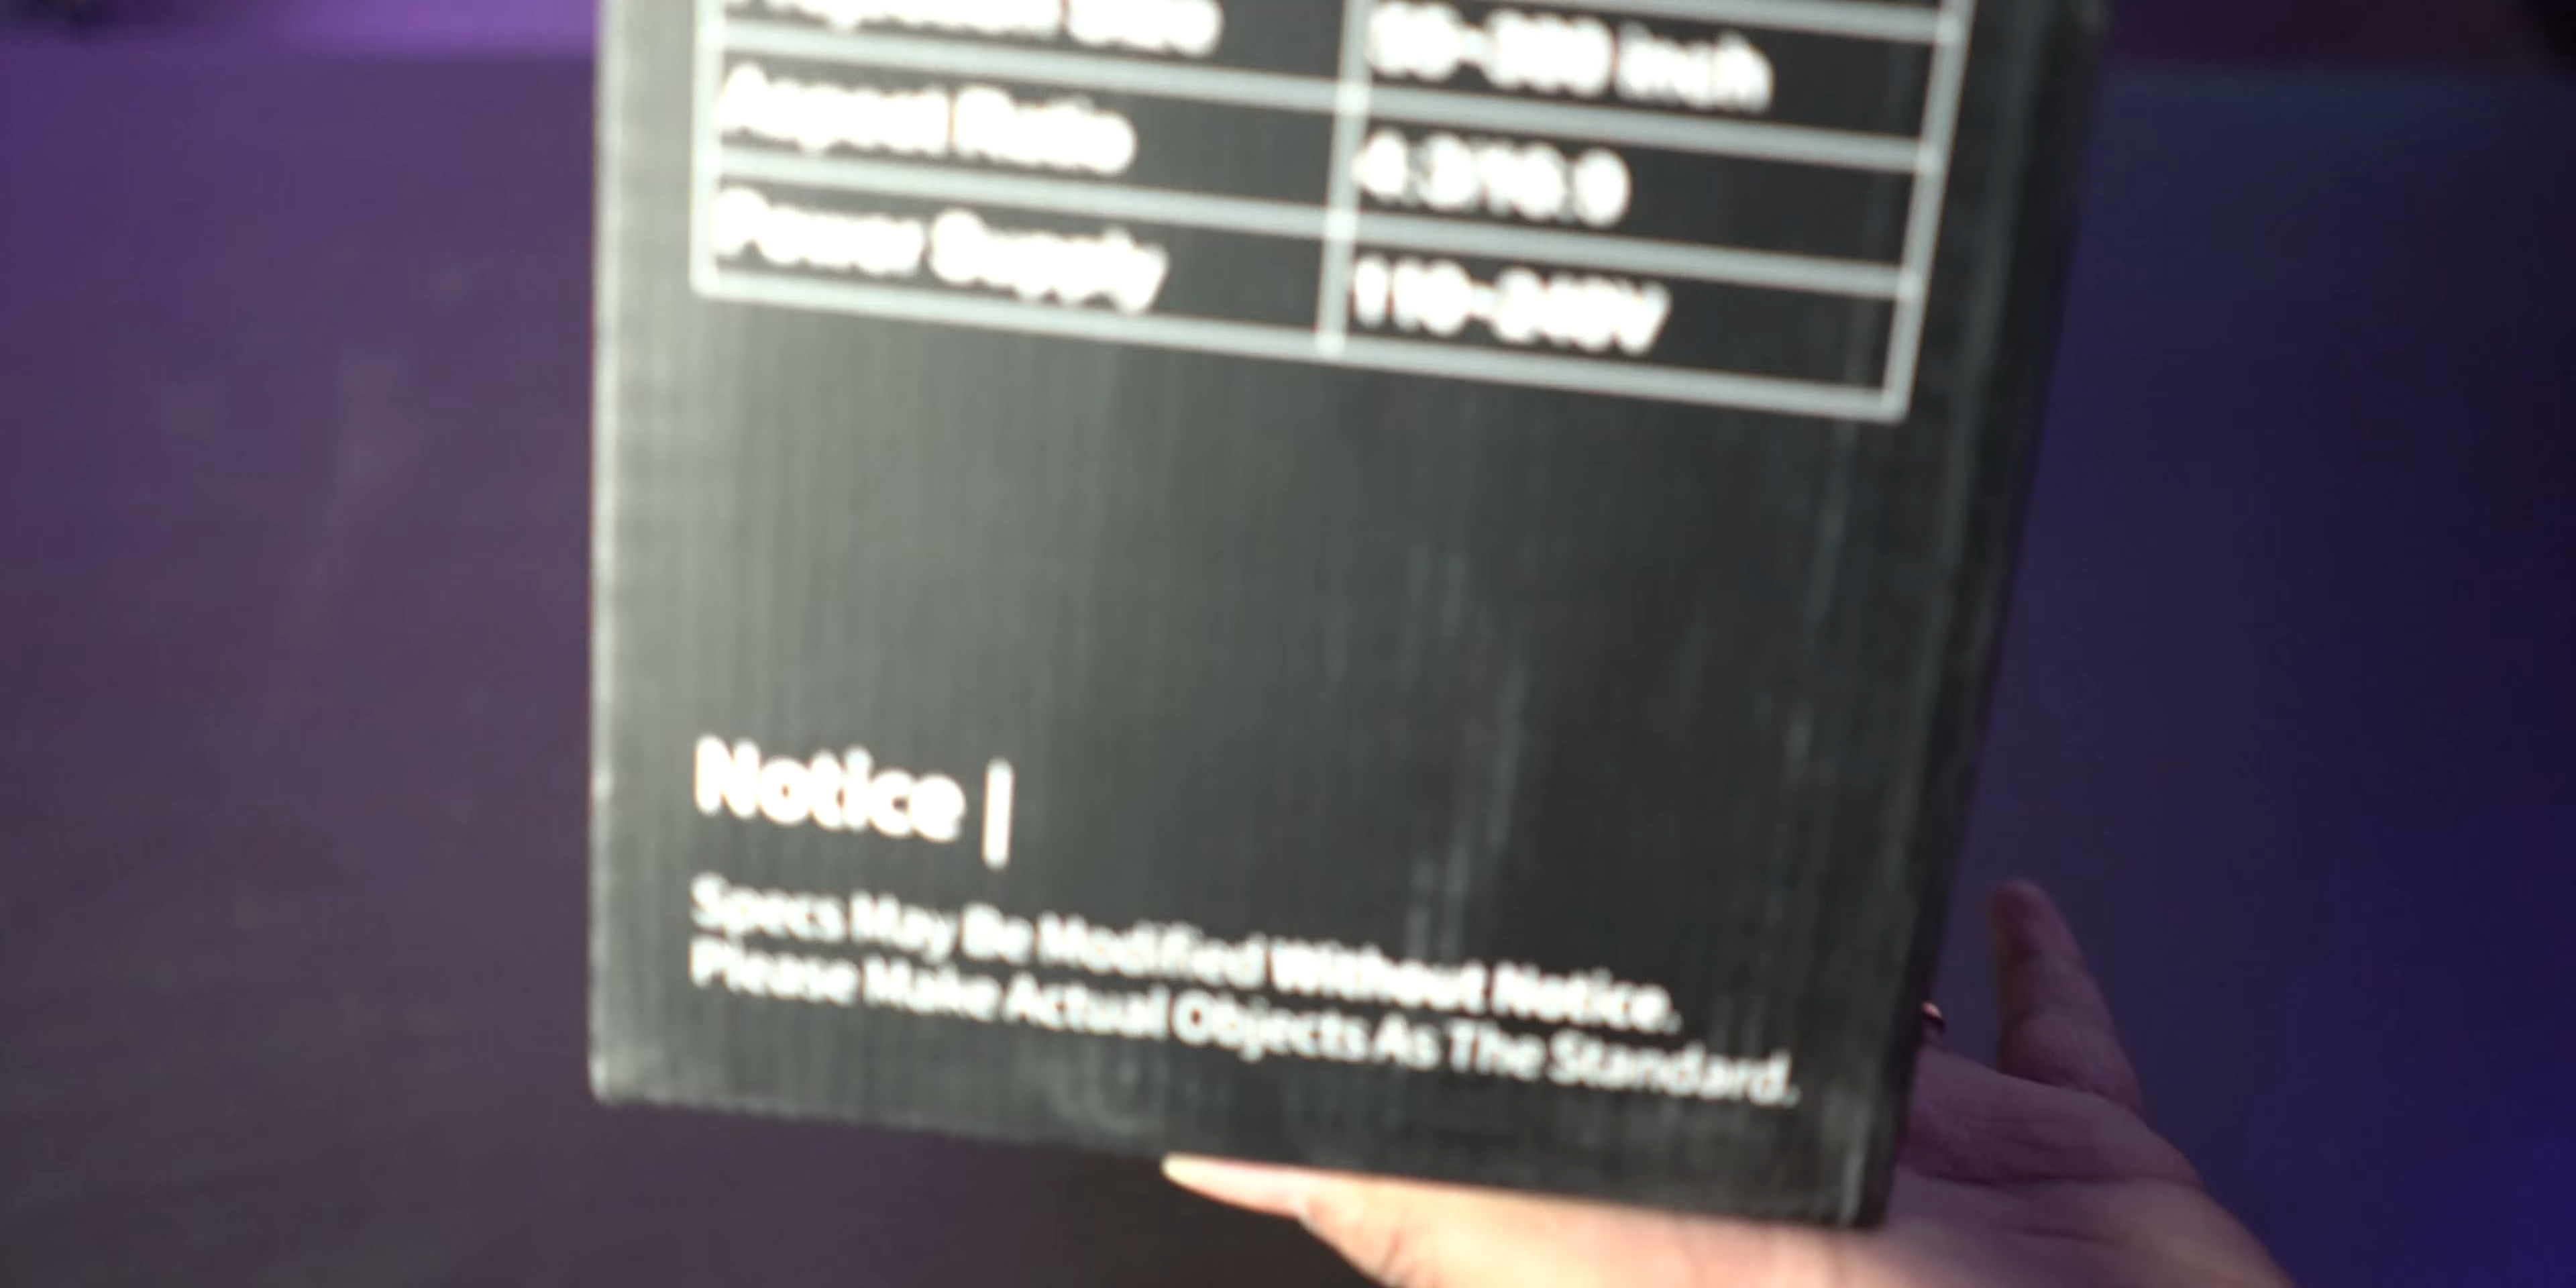 inch
Aspect Ratio
4:3/16:9
Power Supply
110-240V
Notice |
Specs May Be Modified Without Notice.
Please Make Actual Objects As The Standard.